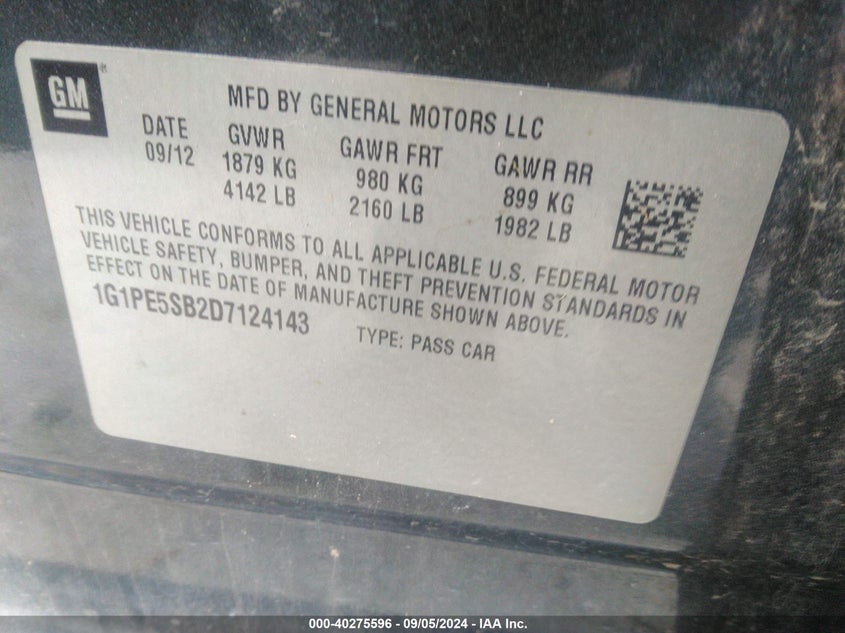 GM
MFD BY GENERAL MOTORS LLC
DATE GVWR GAWR FRT GAWR RR
09/12 1879 KG 980 KG 899 KG
4142 LB 2160 LB 1982 LB
THIS VEHICLE CONFORMS TO ALL APPLICABLE U.S. FEDERAL MOTOR
VEHICLE SAFETY, BUMPER, AND THEFT PREVENTION STANDARDS IN
EFFECT ON THE DATE OF MANUFACTURE SHOWN ABOVE.
1G1PE5SB2D7124143 TYPE: PASS CAR
000-40275596 - 09/05/2024 - IAA Inc.